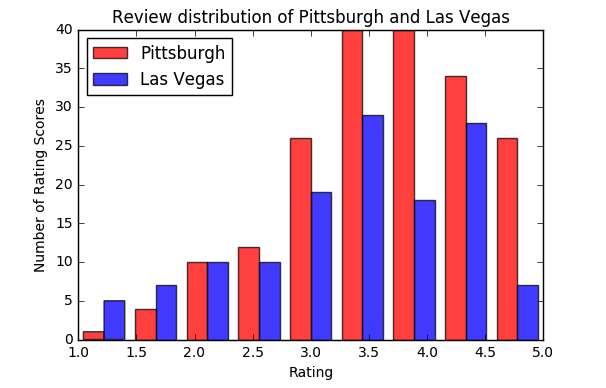 Review distribution of Pittsburgh and Las Vegas
Pittsburgh
Las Vegas
Number of Rating Scores
40
35
30
25
20
15
10
5
0
1.0 1.5 2.0 2.5 3.0 3.5 4.0 4.5 5.0
Rating